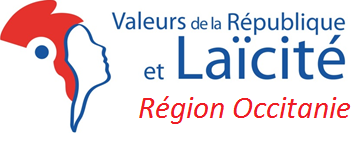 Valeurs de la République
et Laïcité
Région Occitanie